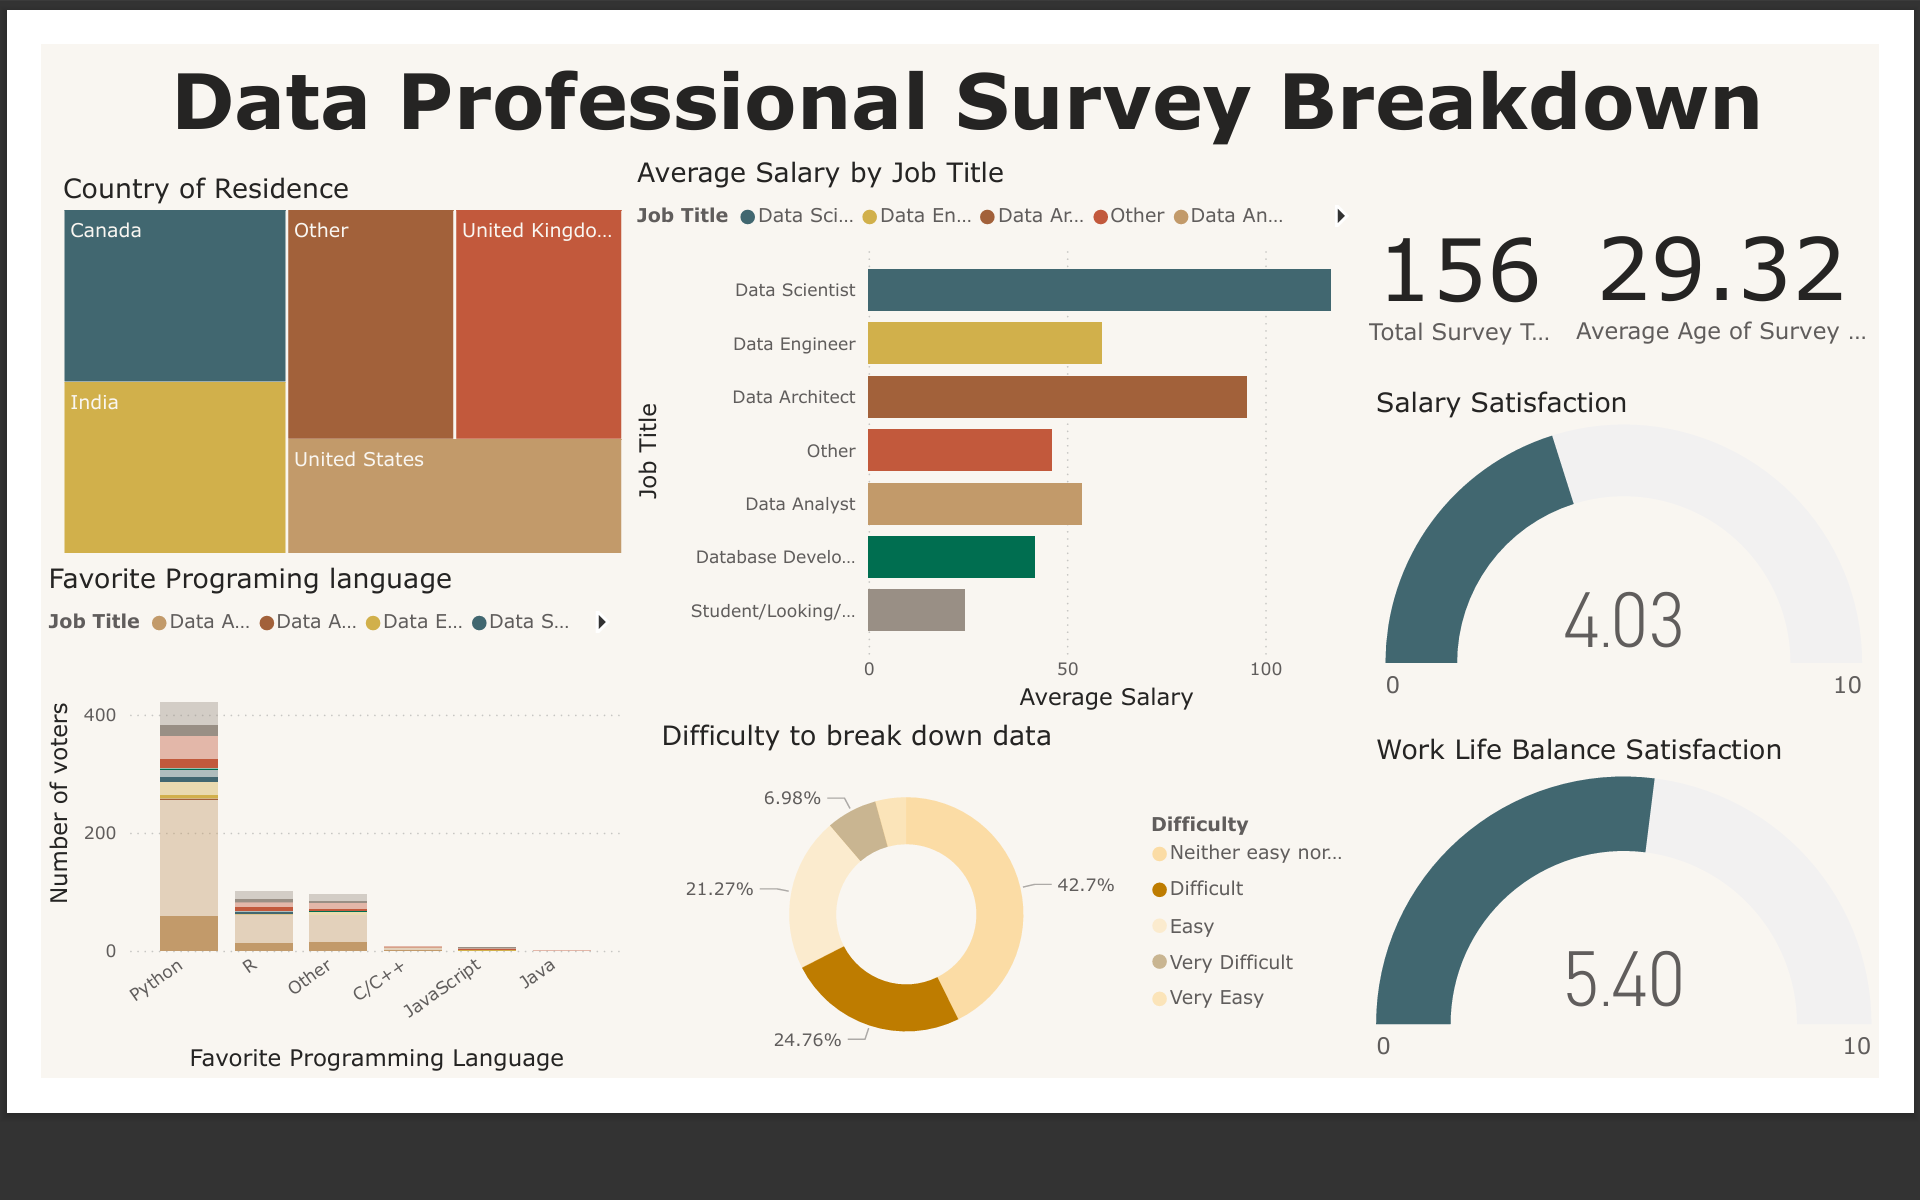 Data Professional Survey Breakdown
Country of Residence
Canada
Other
United Kingdo...
India
United States
Average Salary by Job Title
Job Title Data Sci... Data En... Data Ar... Other Data An...
Job Title
Data Scientist
Data Engineer
Data Architect
Other
Data Analyst
Database Develo...
Student/Looking/...
0 50 100
Average Salary
156
Total Survey T...
29.32
Average Age of Survey ...
Salary Satisfaction
4.03
0 10
Favorite Programing language
Job Title Data A... Data A... Data E... Data S...
Number of voters
400
200
0
Python R Other C/C++ JavaScript Java
Favorite Programming Language
Difficulty to break down data
6.98%
21.27%
42.7%
24.76%
Difficulty
Neither easy nor...
Difficult
Easy
Very Difficult
Very Easy
Work Life Balance Satisfaction
5.40
0 10